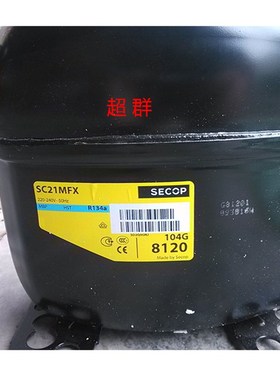 超群
SC21MFX
SECOP
220-240V~50Hz
R134a
104G
8120
Made by Secop